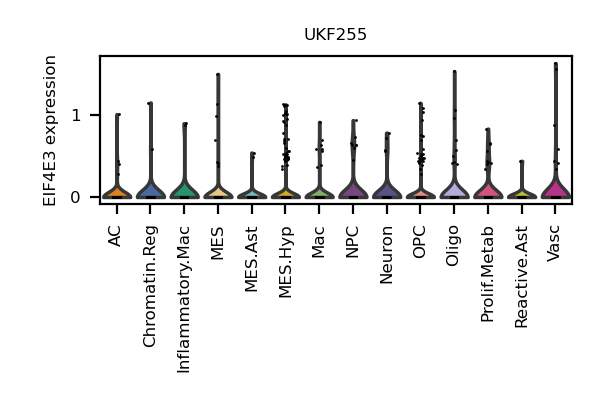 UKF255
EIF4E3 expression
1
0
AC
Chromatin.Reg
Inflammatory.Mac
MES
MES.Ast
MES.Hyp
Mac
NPC
Neuron
OPC
Oligo
Prolif.Metab
Reactive.Ast
Vasc